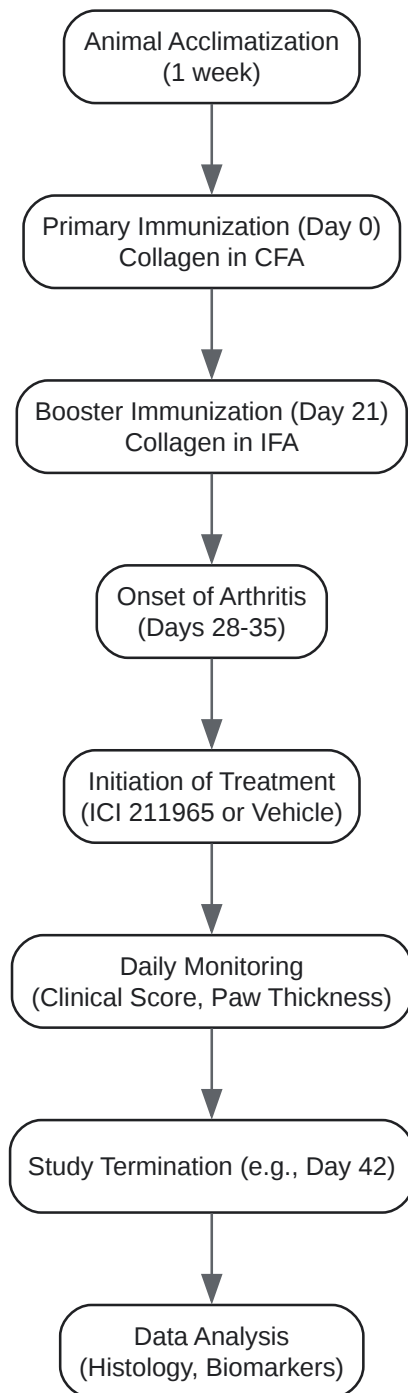 Animal Acclimatization
(1 week)
Primary Immunization (Day 0)
Collagen in CFA
Booster Immunization (Day 21)
Collagen in IFA
Onset of Arthritis
(Days 28-35)
Initiation of Treatment
(ICI 211965 or Vehicle)
Daily Monitoring
(Clinical Score, Paw Thickness)
Study Termination (e.g., Day 42)
Data Analysis
(Histology, Biomarkers)